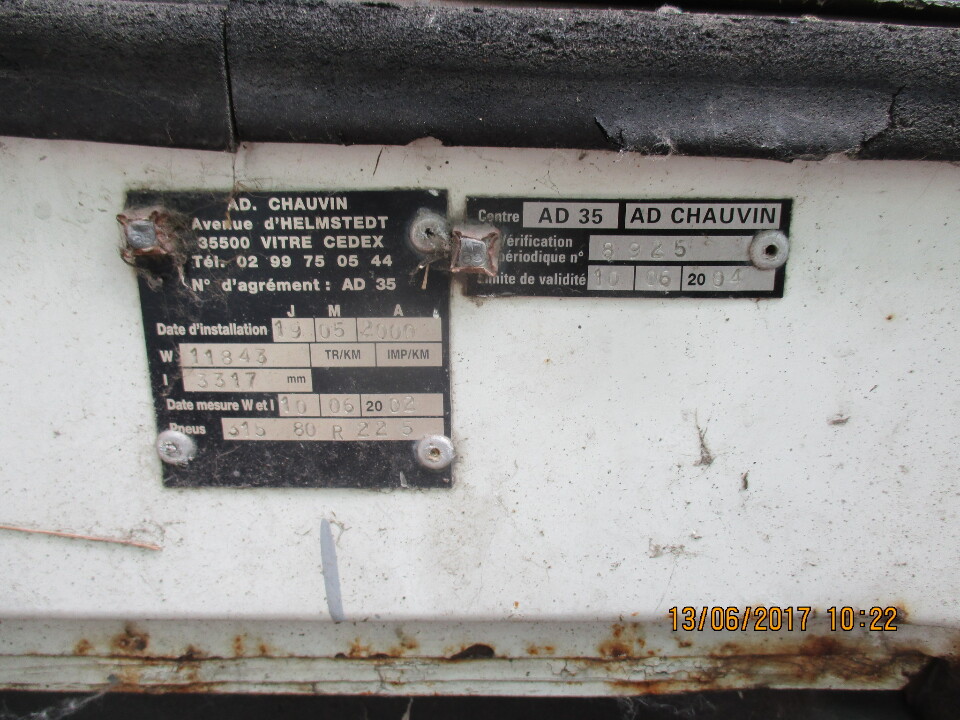 AD. CHAUVIN
Avenue d'HELMSTEDT
35500 VITRE CEDEX
Tél. 02 99 75 05 44
N° d'agrément : AD 35
J M A
Date d'installation 19 05 2000
W 11843 TR/KM IMP/KM
l 3317 mm
Date mesure W et l 10 06 20 02
Pneus 315 80 R 22 5
Centre AD 35 AD CHAUVIN
Vérification
périodique n° 8925
Limite de validité 10 06 20 04
13/06/2017 10:22